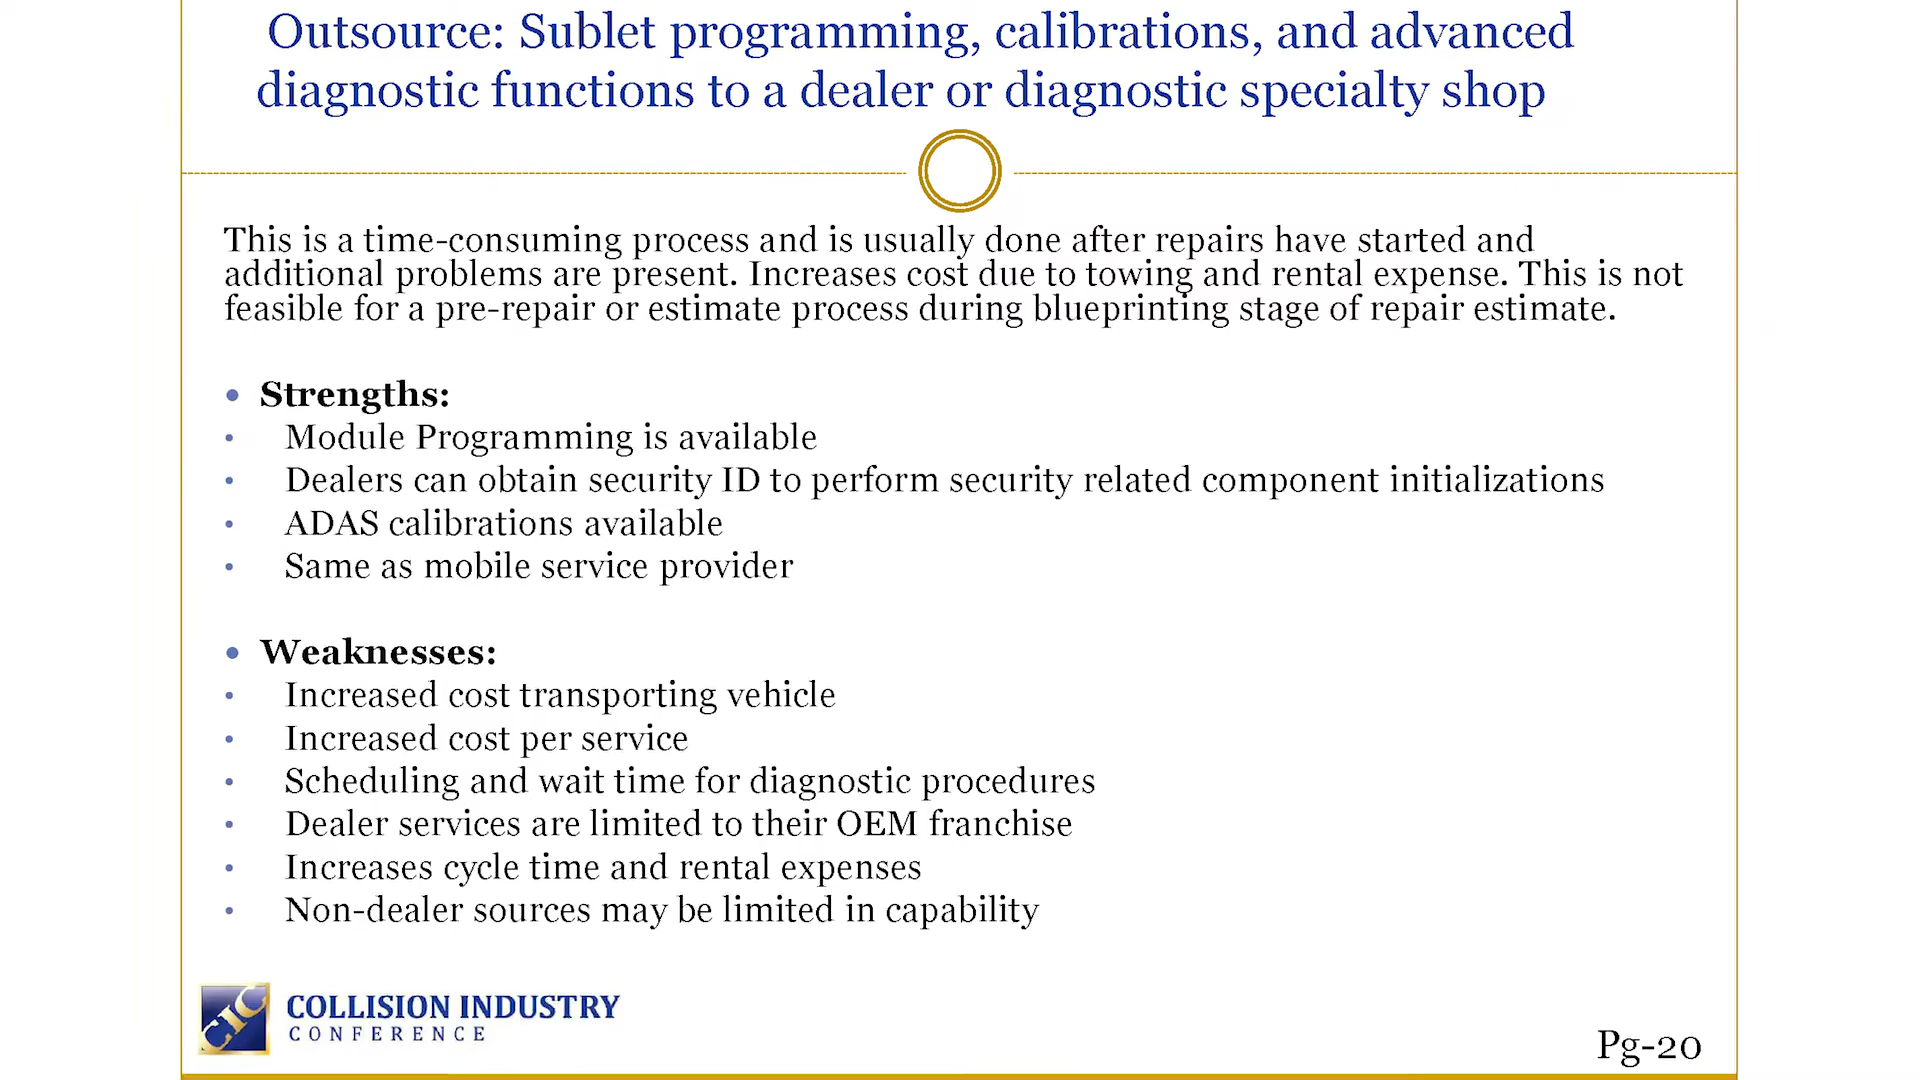 Outsource: Sublet programming, calibrations, and advanced
diagnostic functions to a dealer or diagnostic specialty shop
This is a time-consuming process and is usually done after repairs have started and
additional problems are present. Increases cost due to towing and rental expense. This is not
feasible for a pre-repair or estimate process during blueprinting stage of repair estimate.
• Strengths:
• Module Programming is available
• Dealers can obtain security ID to perform security related component initializations
• ADAS calibrations available
• Same as mobile service provider
• Weaknesses:
• Increased cost transporting vehicle
• Increased cost per service
• Scheduling and wait time for diagnostic procedures
• Dealer services are limited to their OEM franchise
• Increases cycle time and rental expenses
• Non-dealer sources may be limited in capability
CIC
COLLISION INDUSTRY
CONFERENCE
Pg-20